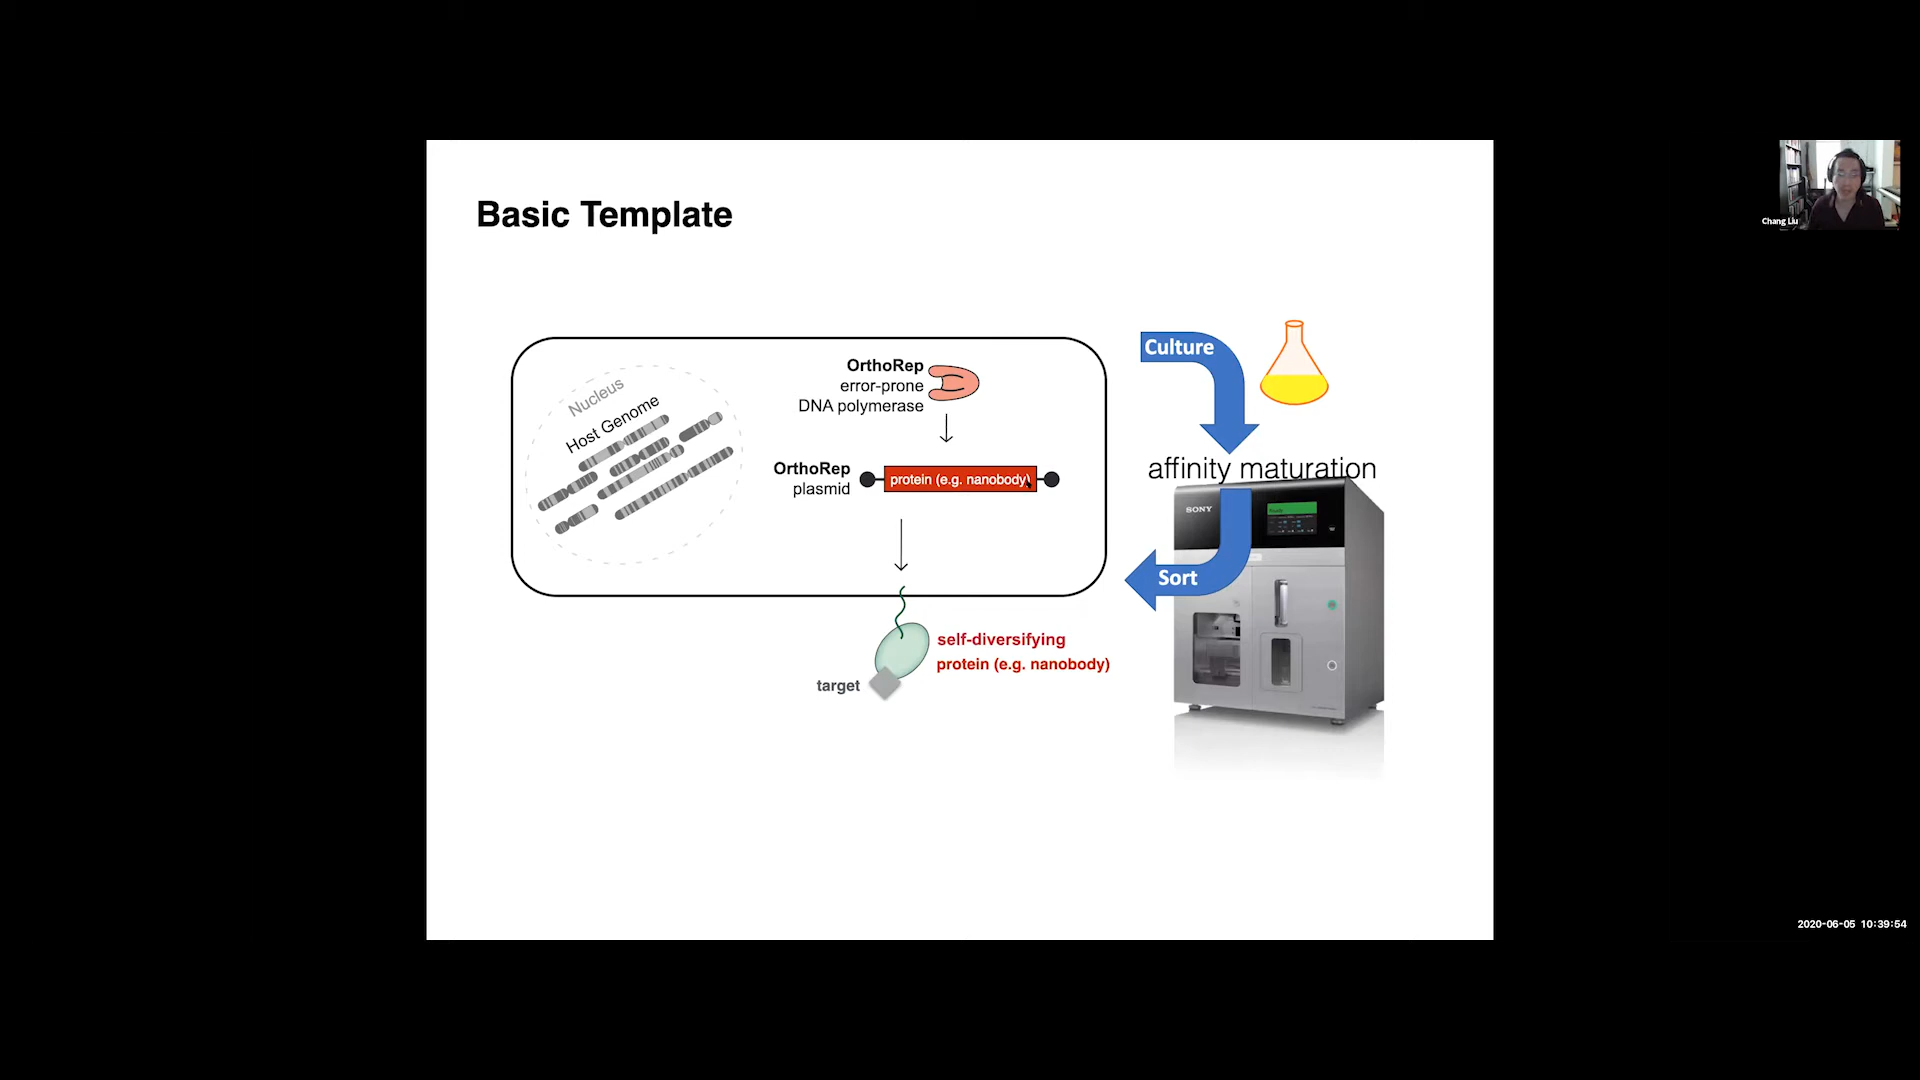 Basic Template
Nucleus
Host Genome
OrthoRep
error-prone
DNA polymerase
OrthoRep
plasmid
protein (e.g. nanobody)
self-diversifying
protein (e.g. nanobody)
target
Culture
affinity maturation
SONY
Sort
Chang Liu
2020-06-05 10:39:54